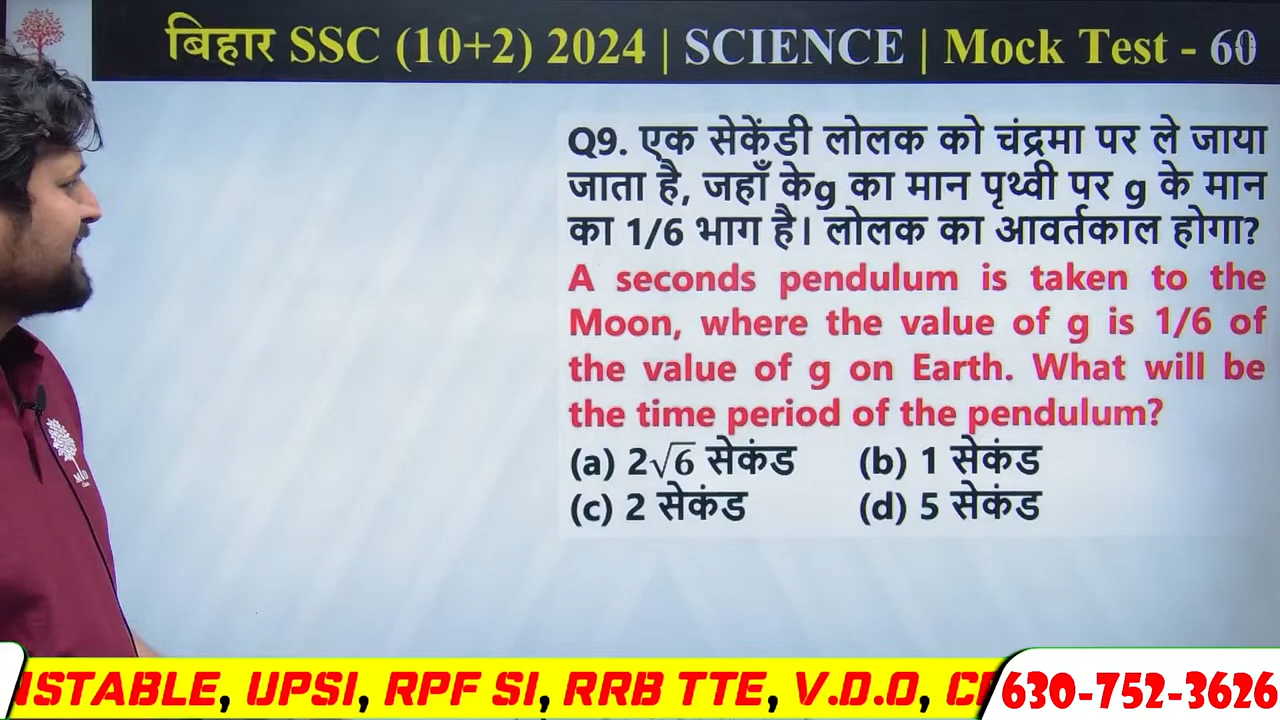 बिहार SSC (10+2) 2024 | SCIENCE | Mock Test - 60
Q9. एक सेकेंडी लोलक को चंद्रमा पर ले जाया
जाता है, जहाँ केg का मान पृथ्वी पर g के मान
का 1/6 भाग है। लोलक का आवर्तकाल होगा?
A seconds pendulum is taken to the
Moon, where the value of g is 1/6 of
the value of g on Earth. What will be
the time period of the pendulum?
(a) 2√6 सेकंड (b) 1 सेकंड
(c) 2 सेकंड (d) 5 सेकंड
NSTABLE, UPSI, RPF SI, RRB TTE, V.D.O, 630-752-3626